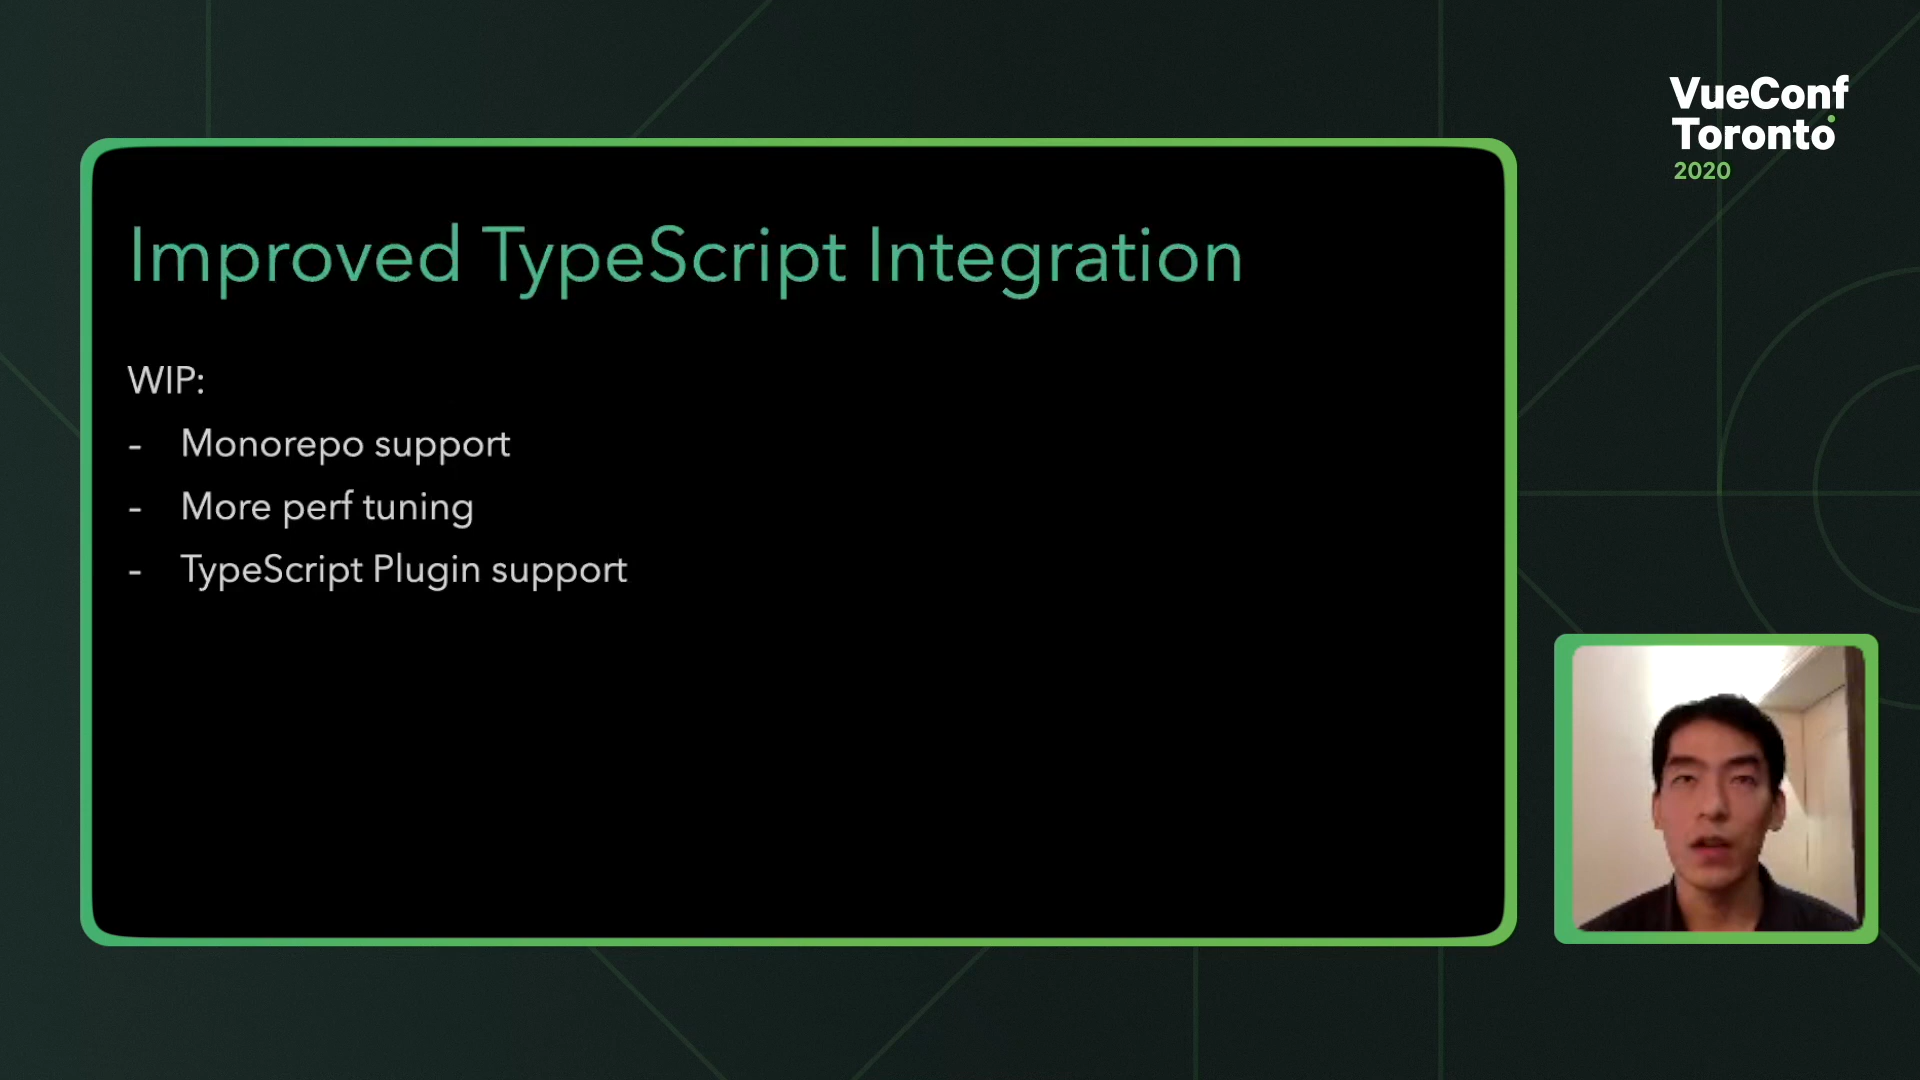 VueConf
Toronto
2020
Improved TypeScript Integration
WIP:
- Monorepo support
- More perf tuning
- TypeScript Plugin support